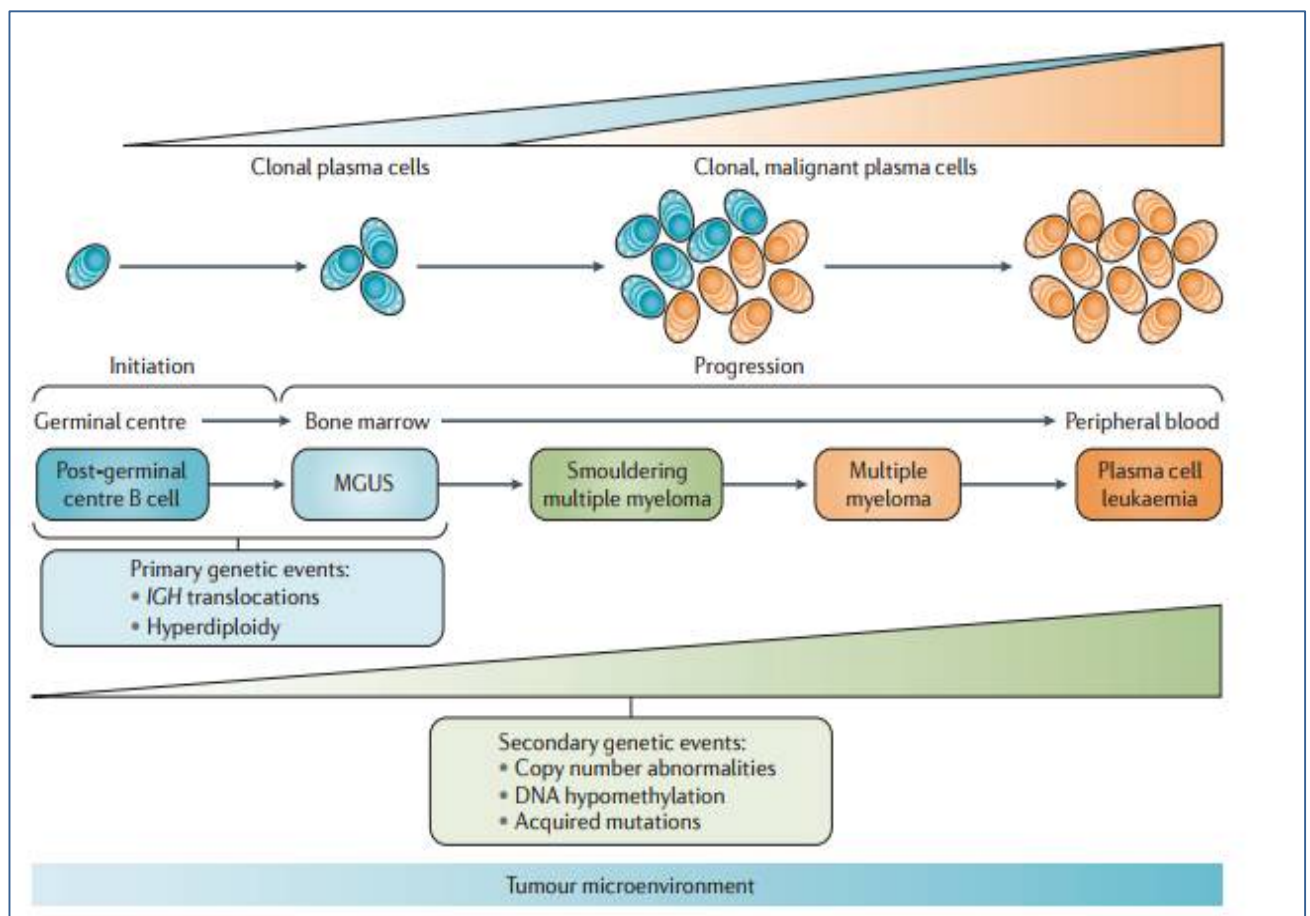 Clonal plasma cells
Clonal, malignant plasma cells
Initiation
Progression
Germinal centre
Bone marrow
Peripheral blood
Post-germinal
centre B cell
MGUS
Smouldering
multiple myeloma
Multiple
myeloma
Plasma cell
leukaemia
Primary genetic events:
• IGH translocations
• Hyperdiploidy
Secondary genetic events:
• Copy number abnormalities
• DNA hypomethylation
• Acquired mutations
Tumour microenvironment